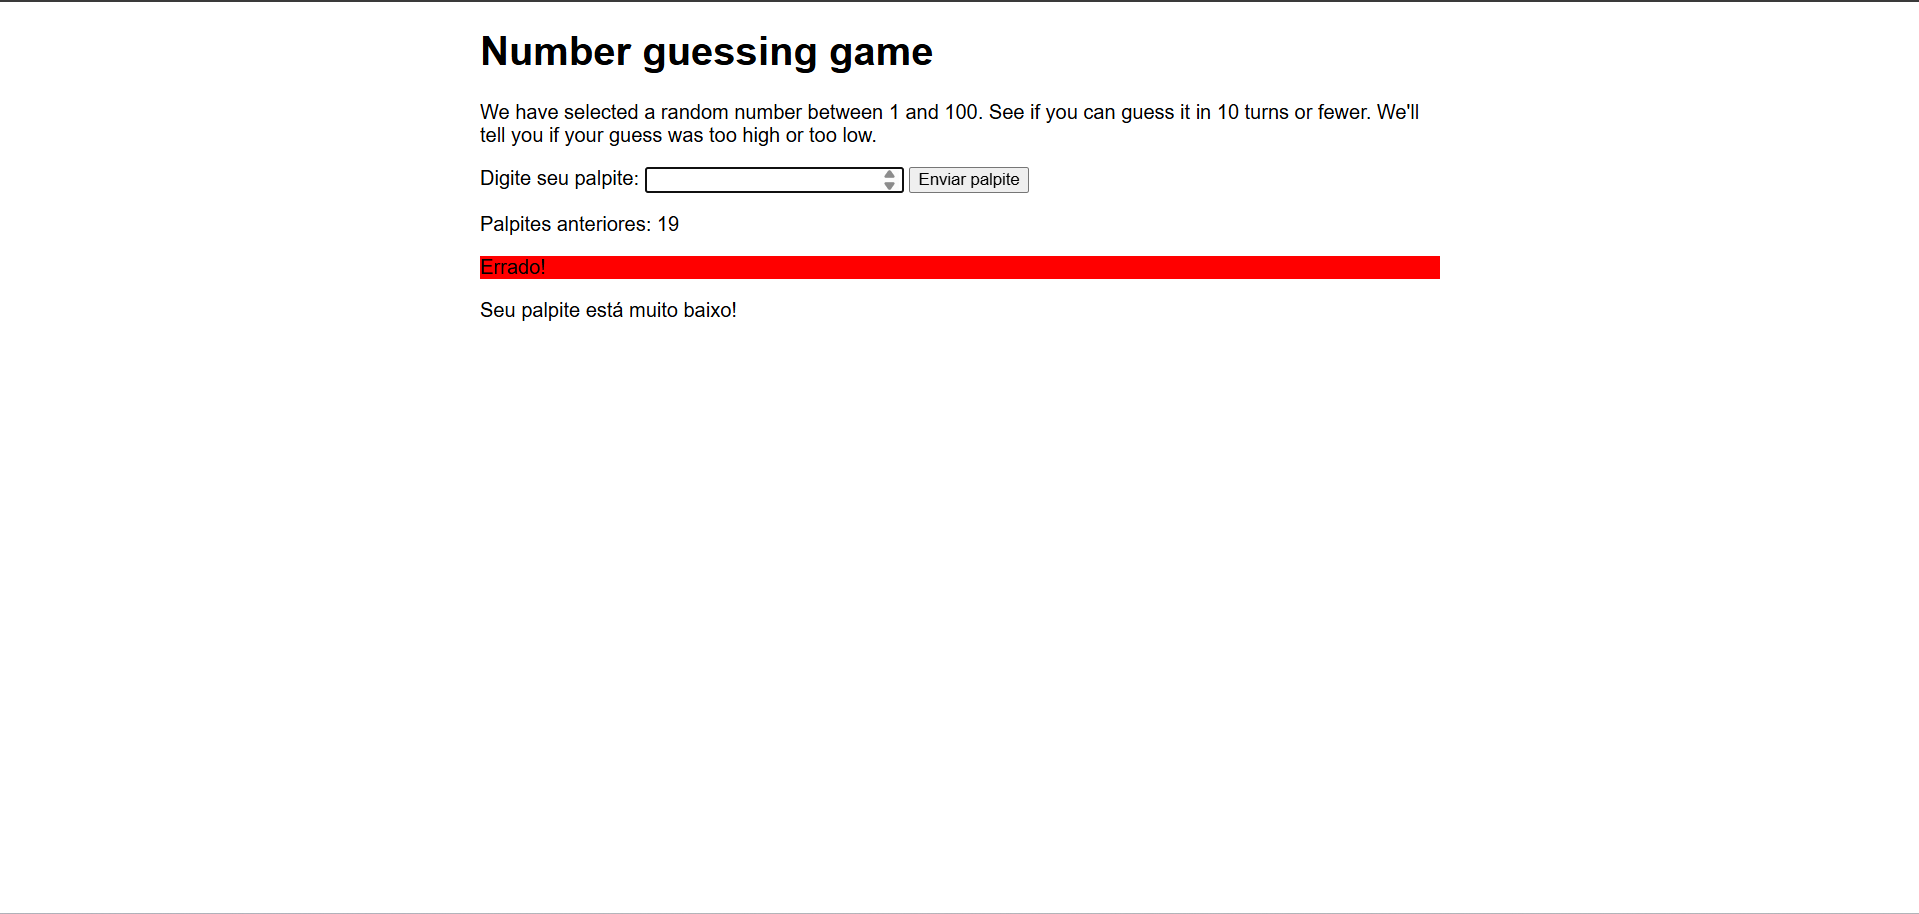 Number guessing game
We have selected a random number between 1 and 100. See if you can guess it in 10 turns or fewer. We'll
tell you if your guess was too high or too low.
Digite seu palpite: Enviar palpite
Palpites anteriores: 19
Errado!
Seu palpite está muito baixo!